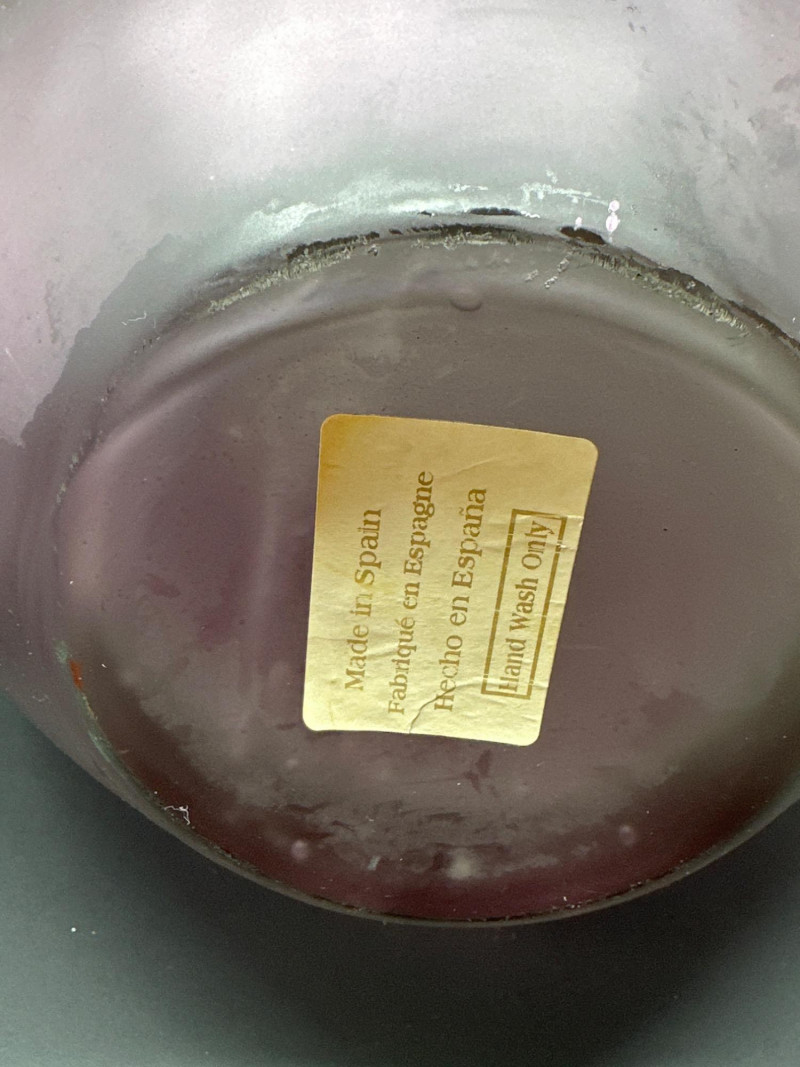 Made in Spain
Fabriqué en Espagne
Hecho en España
Hand Wash Only